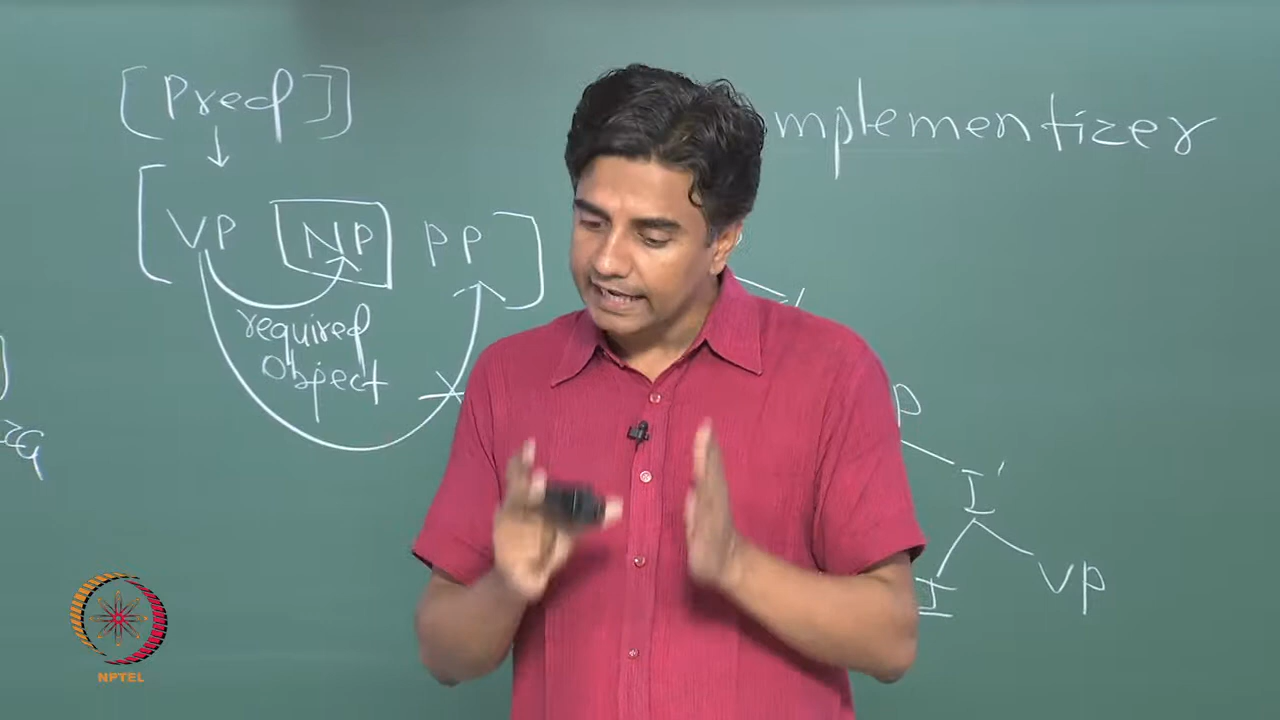 [Pred]
mplementizer
[VP NP PP]
required
Object
P
I'
I VP
NPTEL